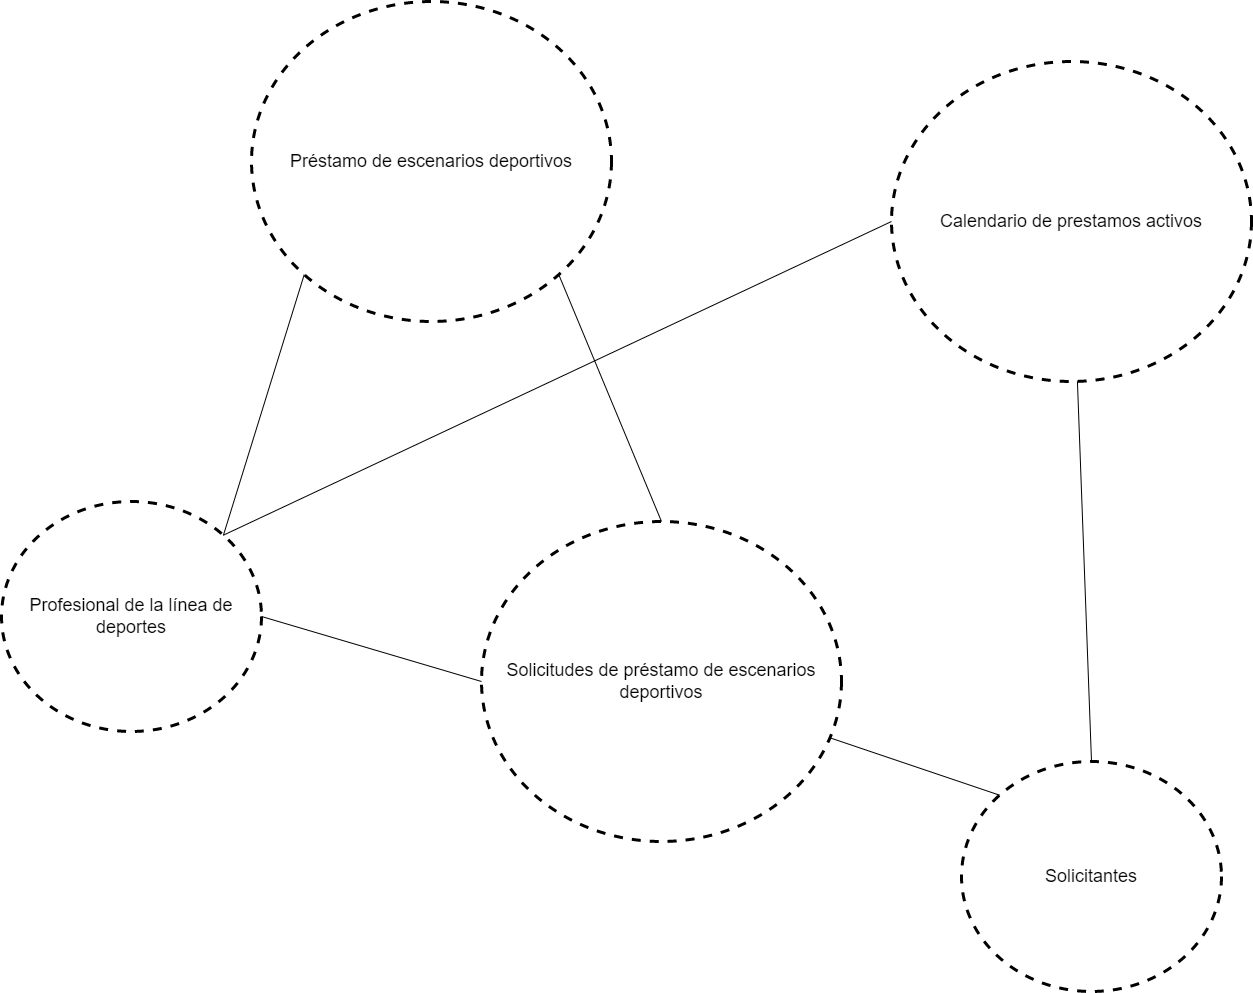 Préstamo de escenarios deportivos
Calendario de prestamos activos
Profesional de la línea de
deportes
Solicitudes de préstamo de escenarios
deportivos
Solicitantes